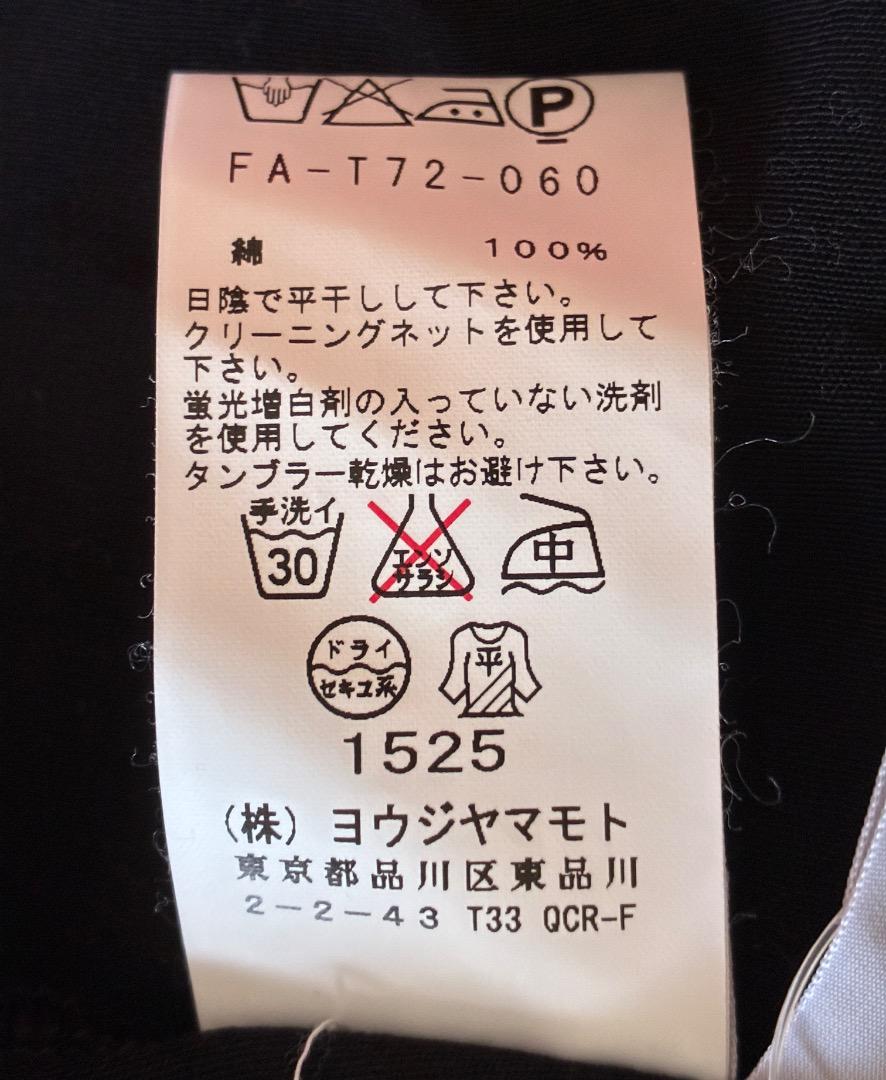 P
FA-T72-060
綿 100%
日陰で平干しして下さい。
クリーニングネットを使用して
下さい。
蛍光増白剤の入っていない洗剤
を使用してください。
タンブラー乾燥はお避け下さい。
手洗イ
30
エンソ
サラシ
中
ドライ
セキユ系
平
1525
(株)ヨウジヤマモト
東京都品川区東品川
2-2-43 T33 QCR-F